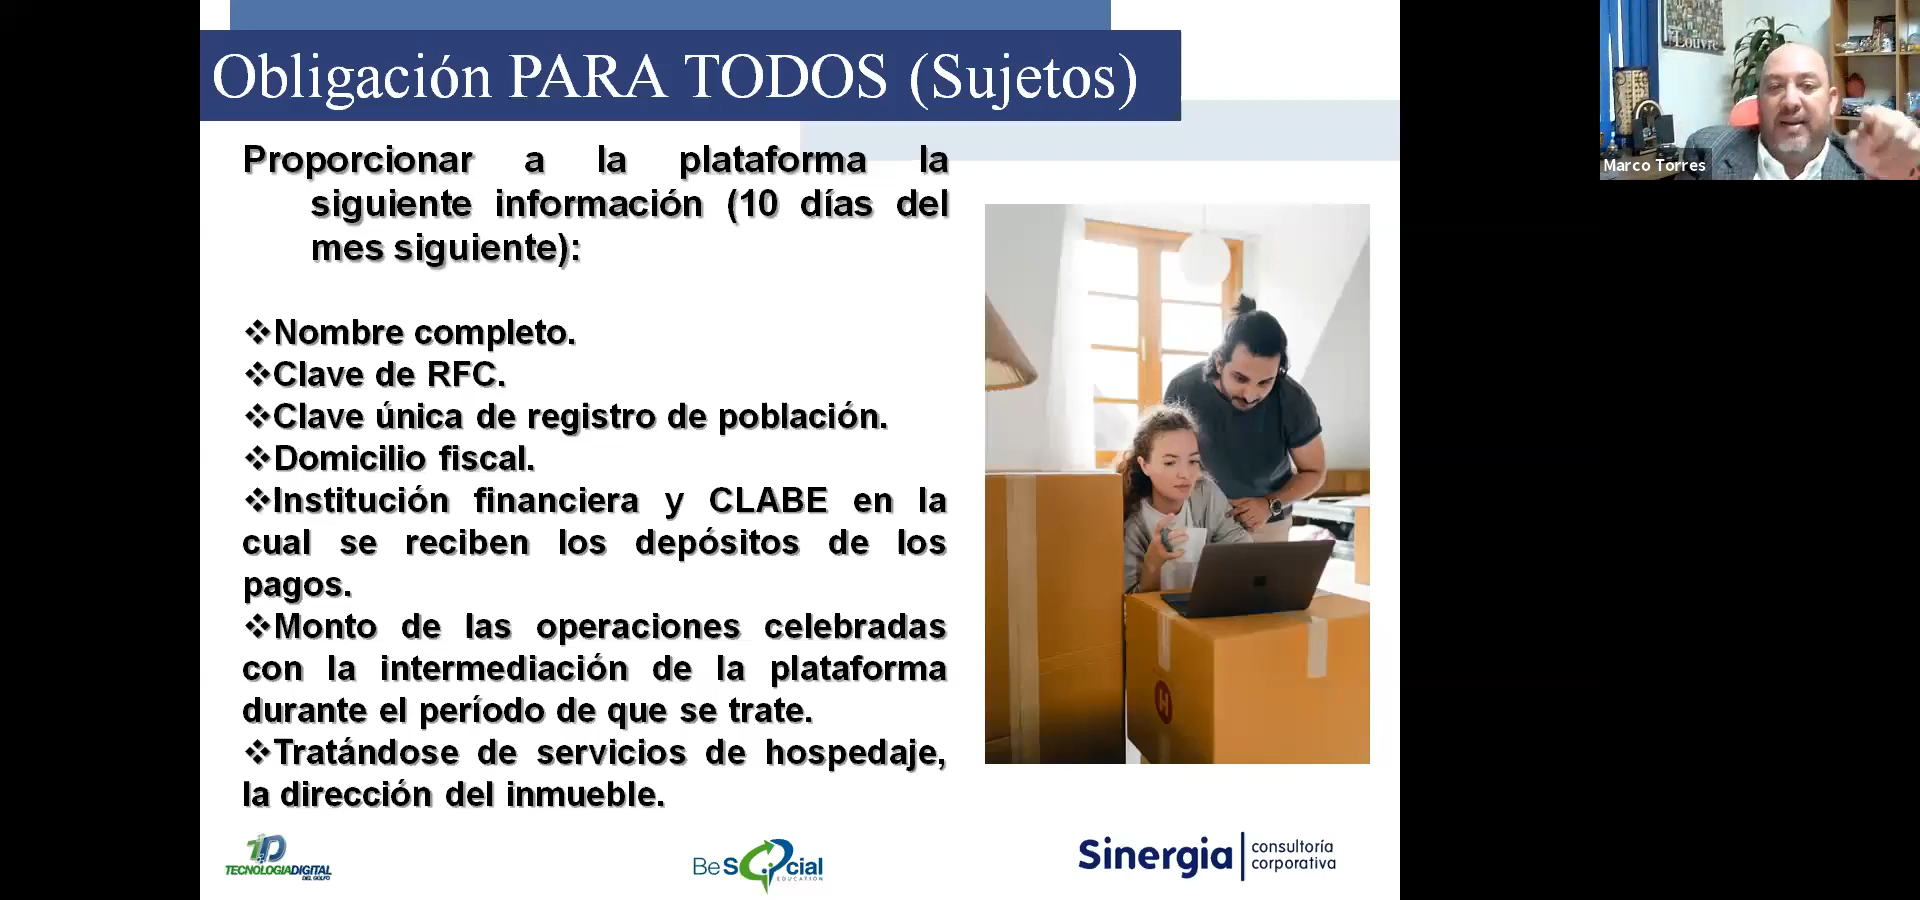 Obligación PARA TODOS (Sujetos)
Louvre
Marco Torres
Proporcionar a la plataforma la
siguiente información (10 días del
mes siguiente):
❖Nombre completo.
❖Clave de RFC.
❖Clave única de registro de población.
❖Domicilio fiscal.
❖Institución financiera y CLABE en la
cual se reciben los depósitos de los
pagos.
❖Monto de las operaciones celebradas
con la intermediación de la plataforma
durante el período de que se trate.
❖Tratándose de servicios de hospedaje,
la dirección del inmueble.
H
TD
TECNOLOGIADIGITAL
DEL GOLFO
BeSocial
EDUCATION
Sinergia
consultoría
corporativa